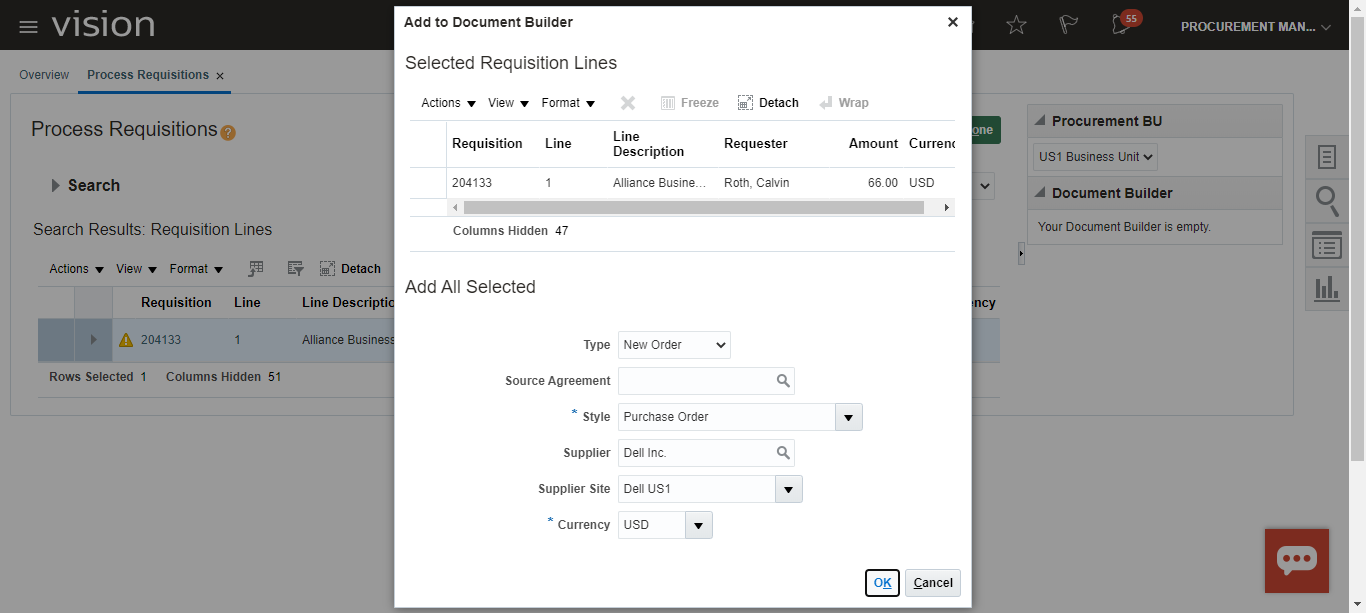 vision
55
PROCUREMENT MAN...
Overview
Process Requisitions
Process Requisitions
?
Search
Search Results: Requisition Lines
Actions View Format Detach
Requisition Line Line Descriptio
204133 1 Alliance Business
Rows Selected 1 Columns Hidden 51
Add to Document Builder
Selected Requisition Lines
Actions View Format Freeze Detach Wrap
Requisition Line Line Description Requester Amount Currenc
204133 1 Alliance Busine... Roth, Calvin 66.00 USD
Columns Hidden 47
Add All Selected
Type New Order
Source Agreement
* Style Purchase Order
Supplier Dell Inc.
Supplier Site Dell US1
* Currency USD
OK Cancel
one
ncy
Procurement BU
US1 Business Unit
Document Builder
Your Document Builder is empty.